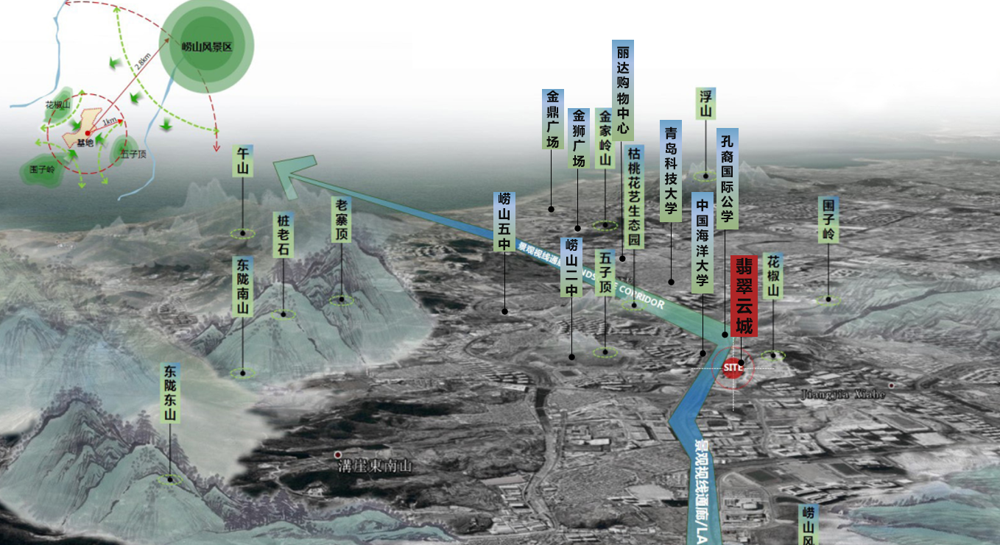 崂山风景区
2.8km
花椒山
1km
基地
五子顶
围子岭
丽达购物中心
金鼎广场
金狮广场
金家岭山
浮山
青岛科技大学
孔裔国际公学
午山
枯桃花艺生态园
老寨顶
崂山五中
中国海洋大学
围子岭
桩老石
崂山二中
五子顶
翡翠云城
花椒山
东陇南山
景观视线通
CORRIDOR
SITE
东陇东山
Jiangjia Xiahe
溝崖東南山
景观视线通廊/LA
崂山风